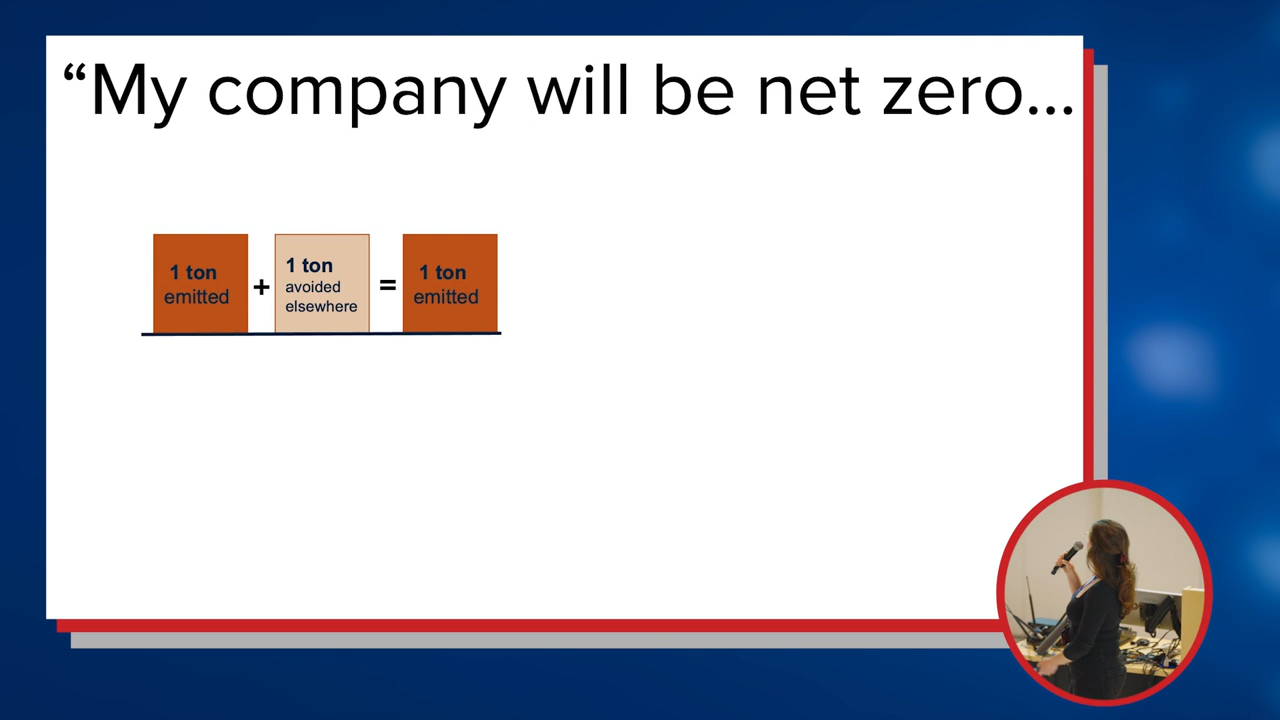 “My company will be net zero...
1 ton
emitted
+
1 ton
avoided
elsewhere
=
1 ton
emitted